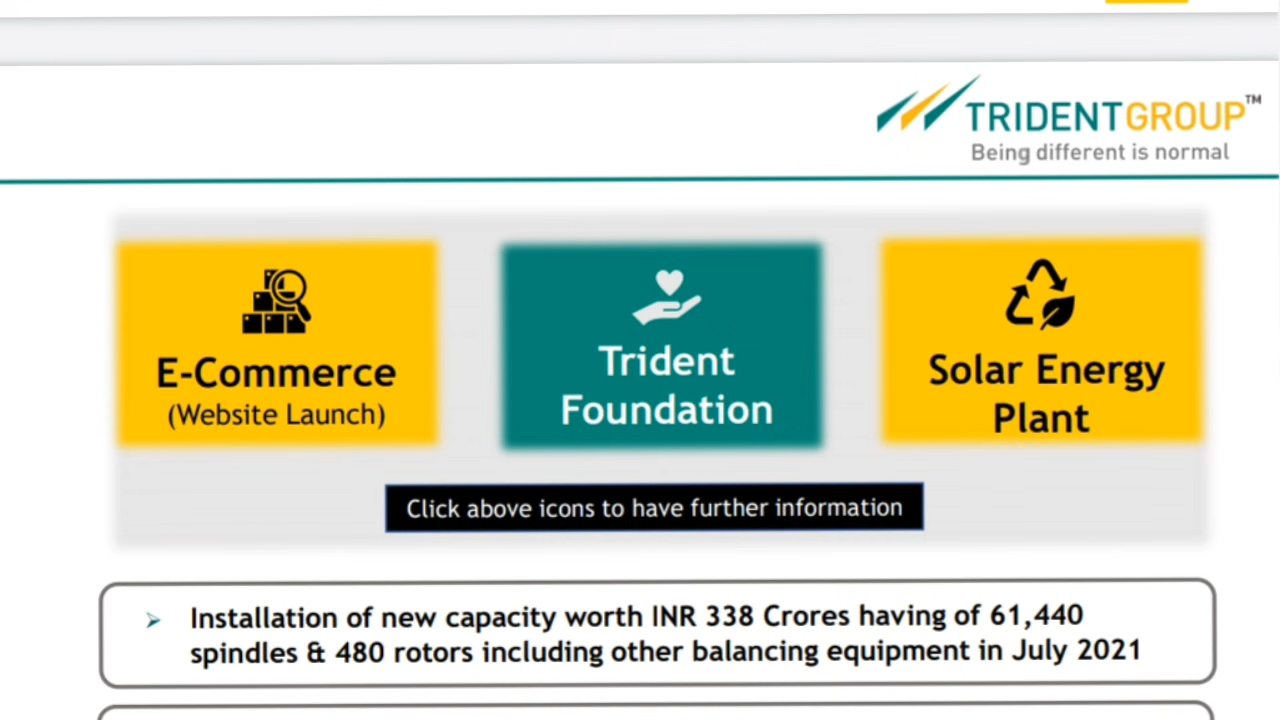 TRIDENTGROUP™
Being different is normal
E-Commerce
(Website Launch)
Trident
Foundation
Solar Energy
Plant
Click above icons to have further information
Installation of new capacity worth INR 338 Crores having of 61,440
spindles & 480 rotors including other balancing equipment in July 2021